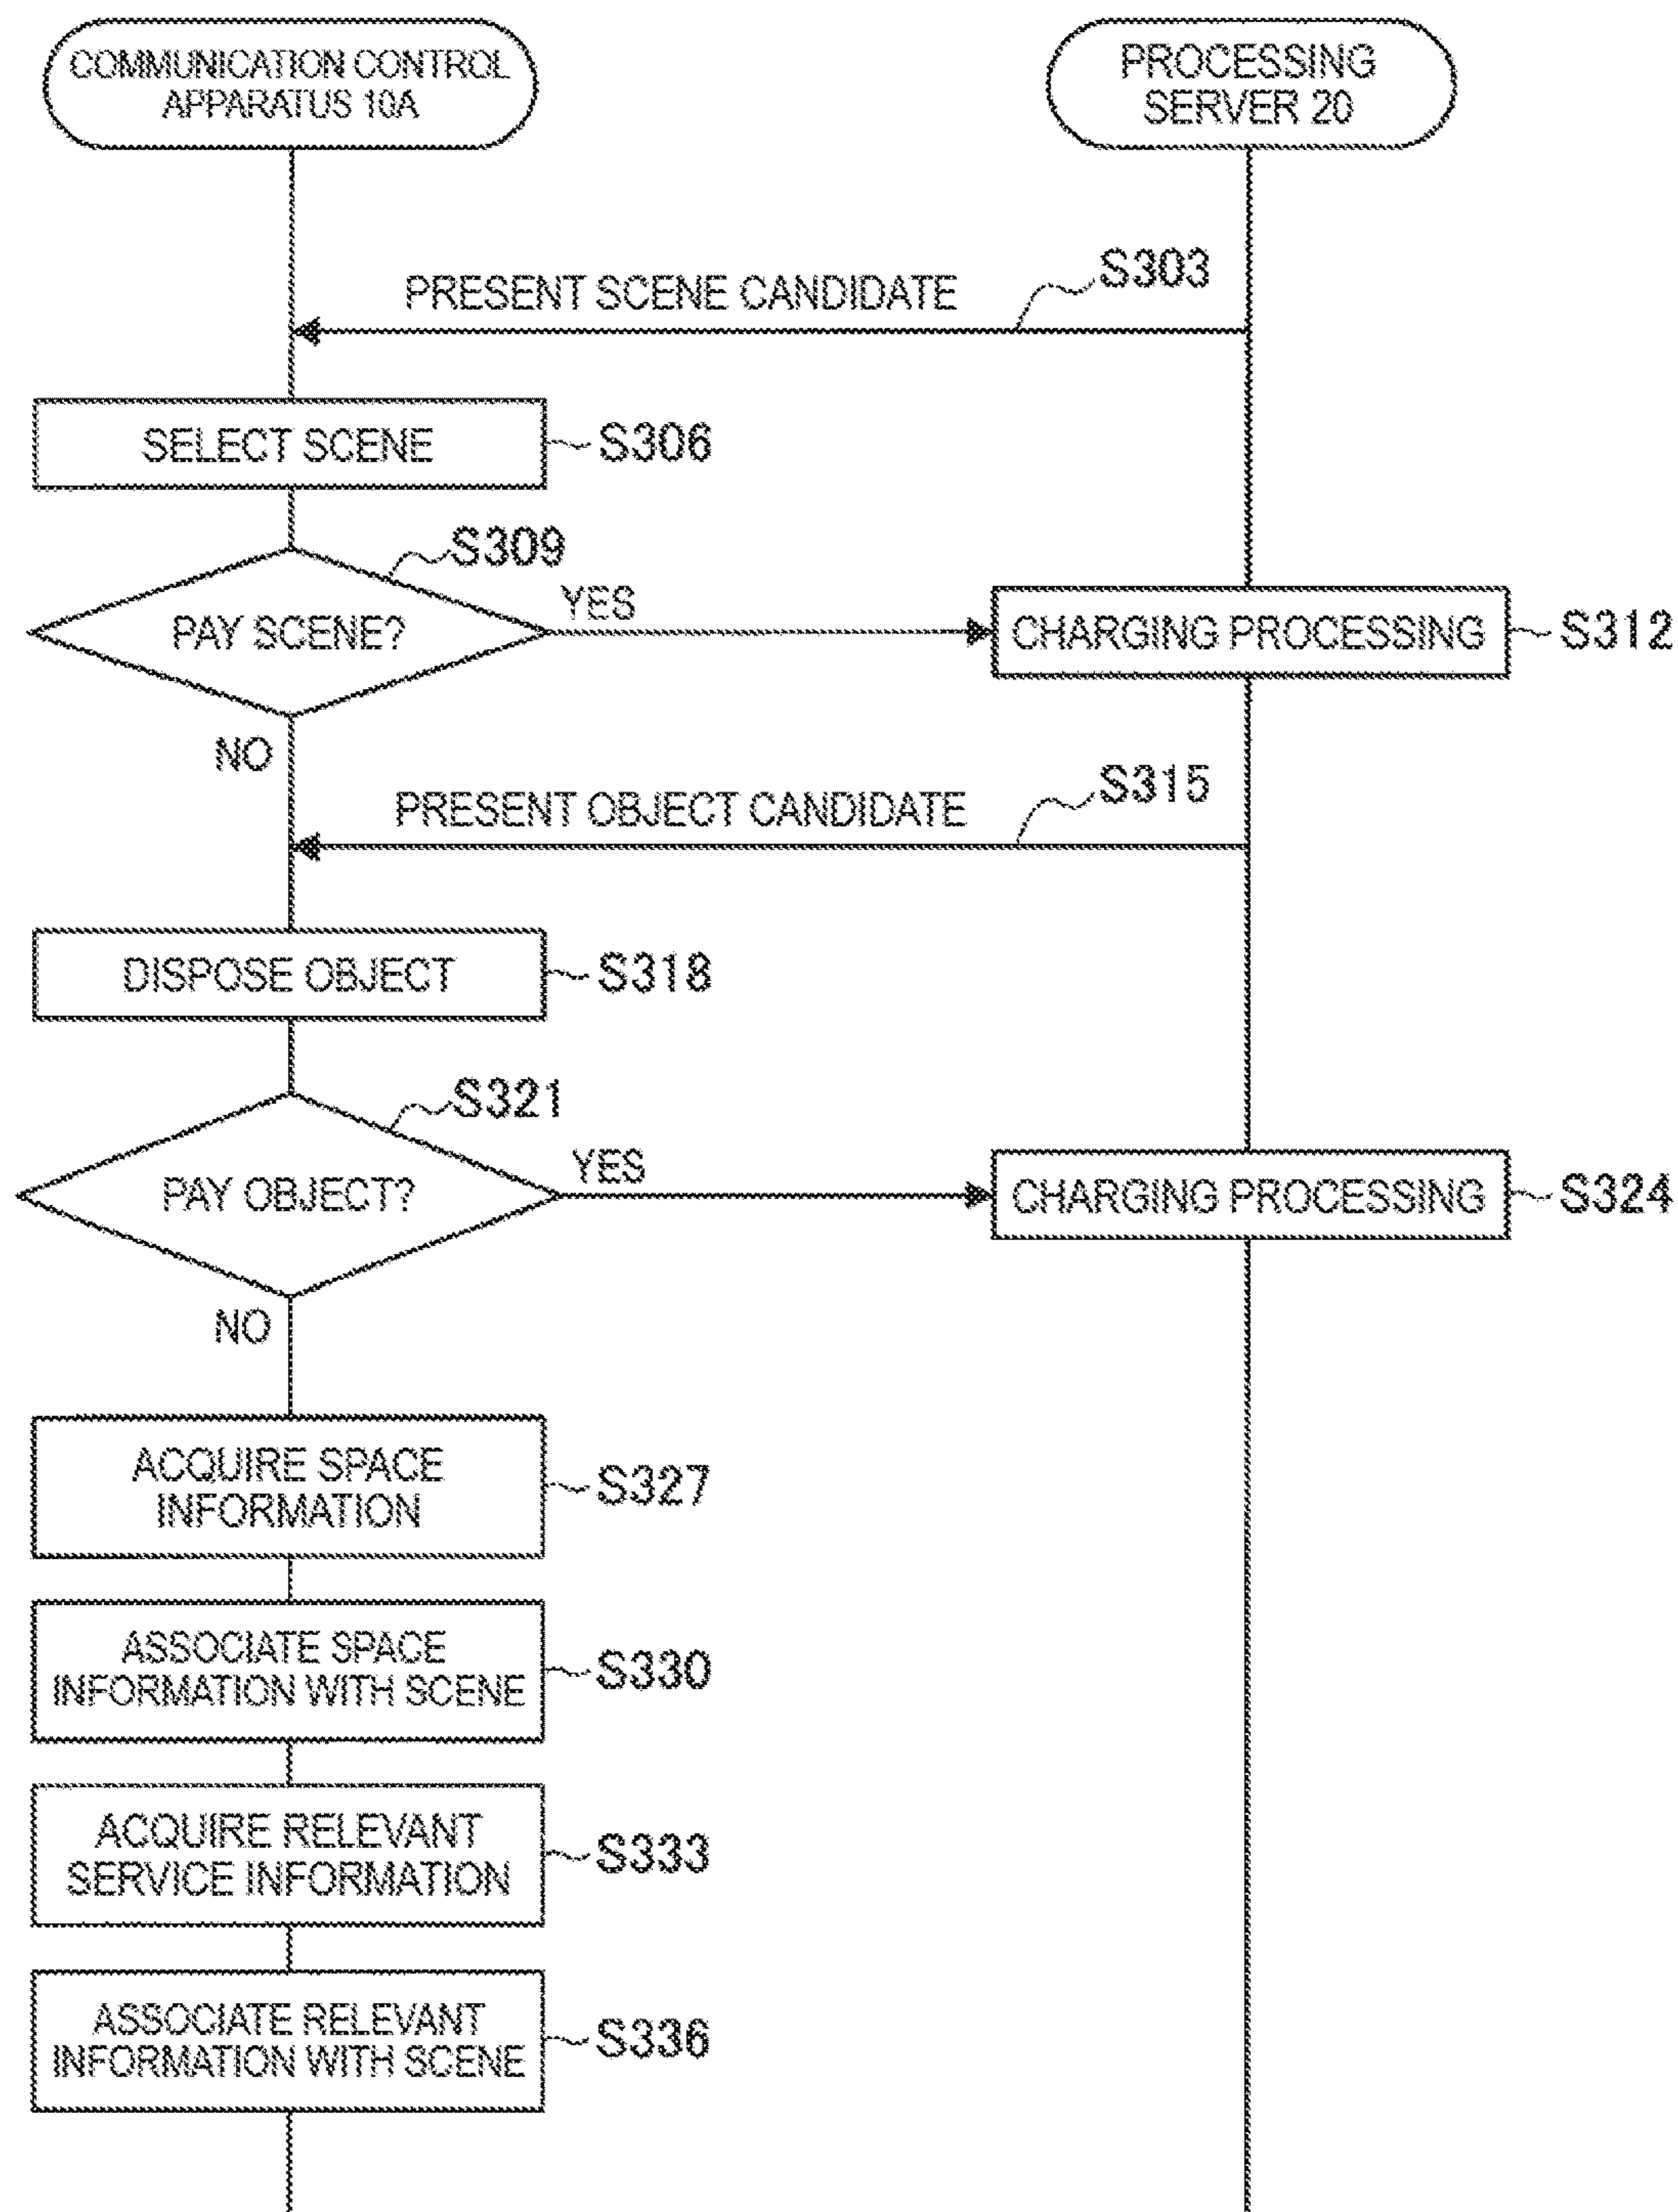 COMMUNICATION CONTROL
APPARATUS 10A
PROCESSING
SERVER 20
PRESENT SCENE CANDIDATE
S303
SELECT SCENE
S306
S309
PAY SCENE?
YES
CHARGING PROCESSING
S312
NO
PRESENT OBJECT CANDIDATE
S315
DISPOSE OBJECT
S318
S321
PAY OBJECT?
YES
CHARGING PROCESSING
S324
NO
ACQUIRE SPACE
INFORMATION
S327
ASSOCIATE SPACE
INFORMATION WITH SCENE
S330
ACQUIRE RELEVANT
SERVICE INFORMATION
S333
ASSOCIATE RELEVANT
INFORMATION WITH SCENE
S336